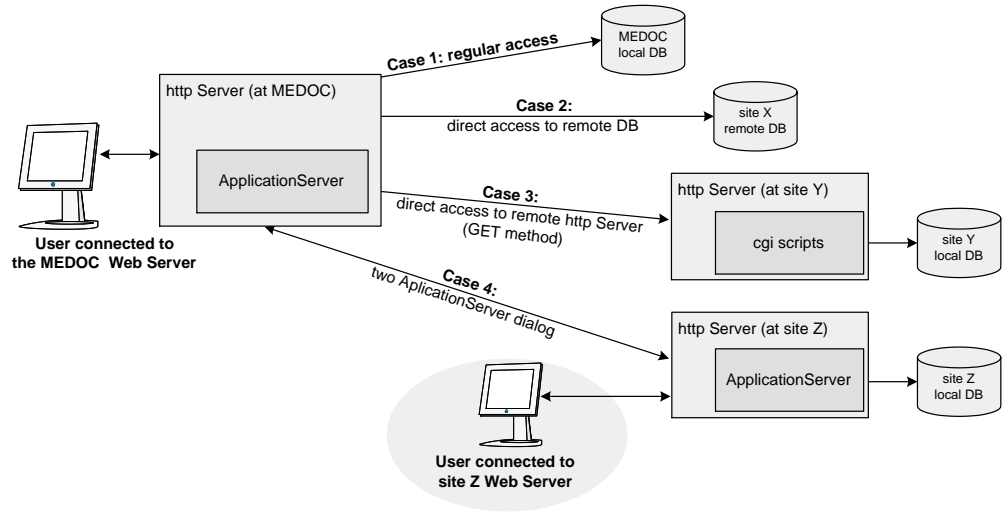 MEDOC
local DB
Case 1: regular access
http Server (at MEDOC)
Case 2:
direct access to remote DB
site X
remote DB
ApplicationServer
Case 3:
direct access to remote http Server
(GET method)
http Server (at site Y)
cgi scripts
site Y
local DB
User connected to
the MEDOC Web Server
Case 4:
two AplicationServer dialog
http Server (at site Z)
ApplicationServer
site Z
local DB
User connected to
site Z Web Server